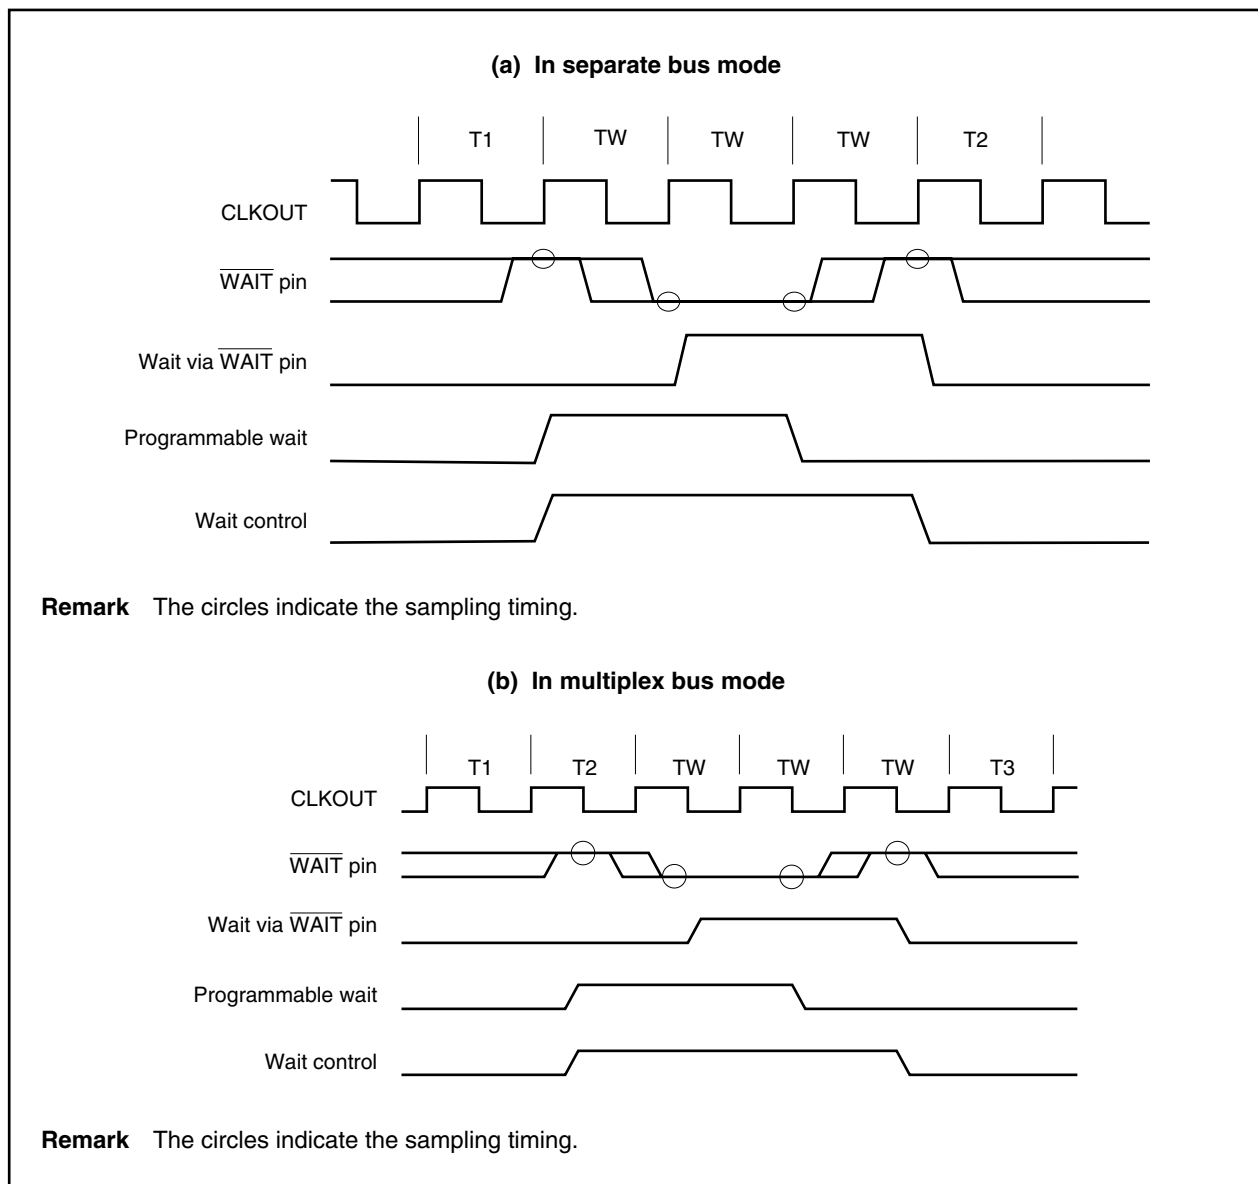 (a) In separate bus mode
T1 TW TW TW T2
CLKOUT
WAIT pin
Wait via WAIT pin
Programmable wait
Wait control
Remark The circles indicate the sampling timing.
(b) In multiplex bus mode
T1 T2 TW TW TW T3
CLKOUT
WAIT pin
Wait via WAIT pin
Programmable wait
Wait control
Remark The circles indicate the sampling timing.